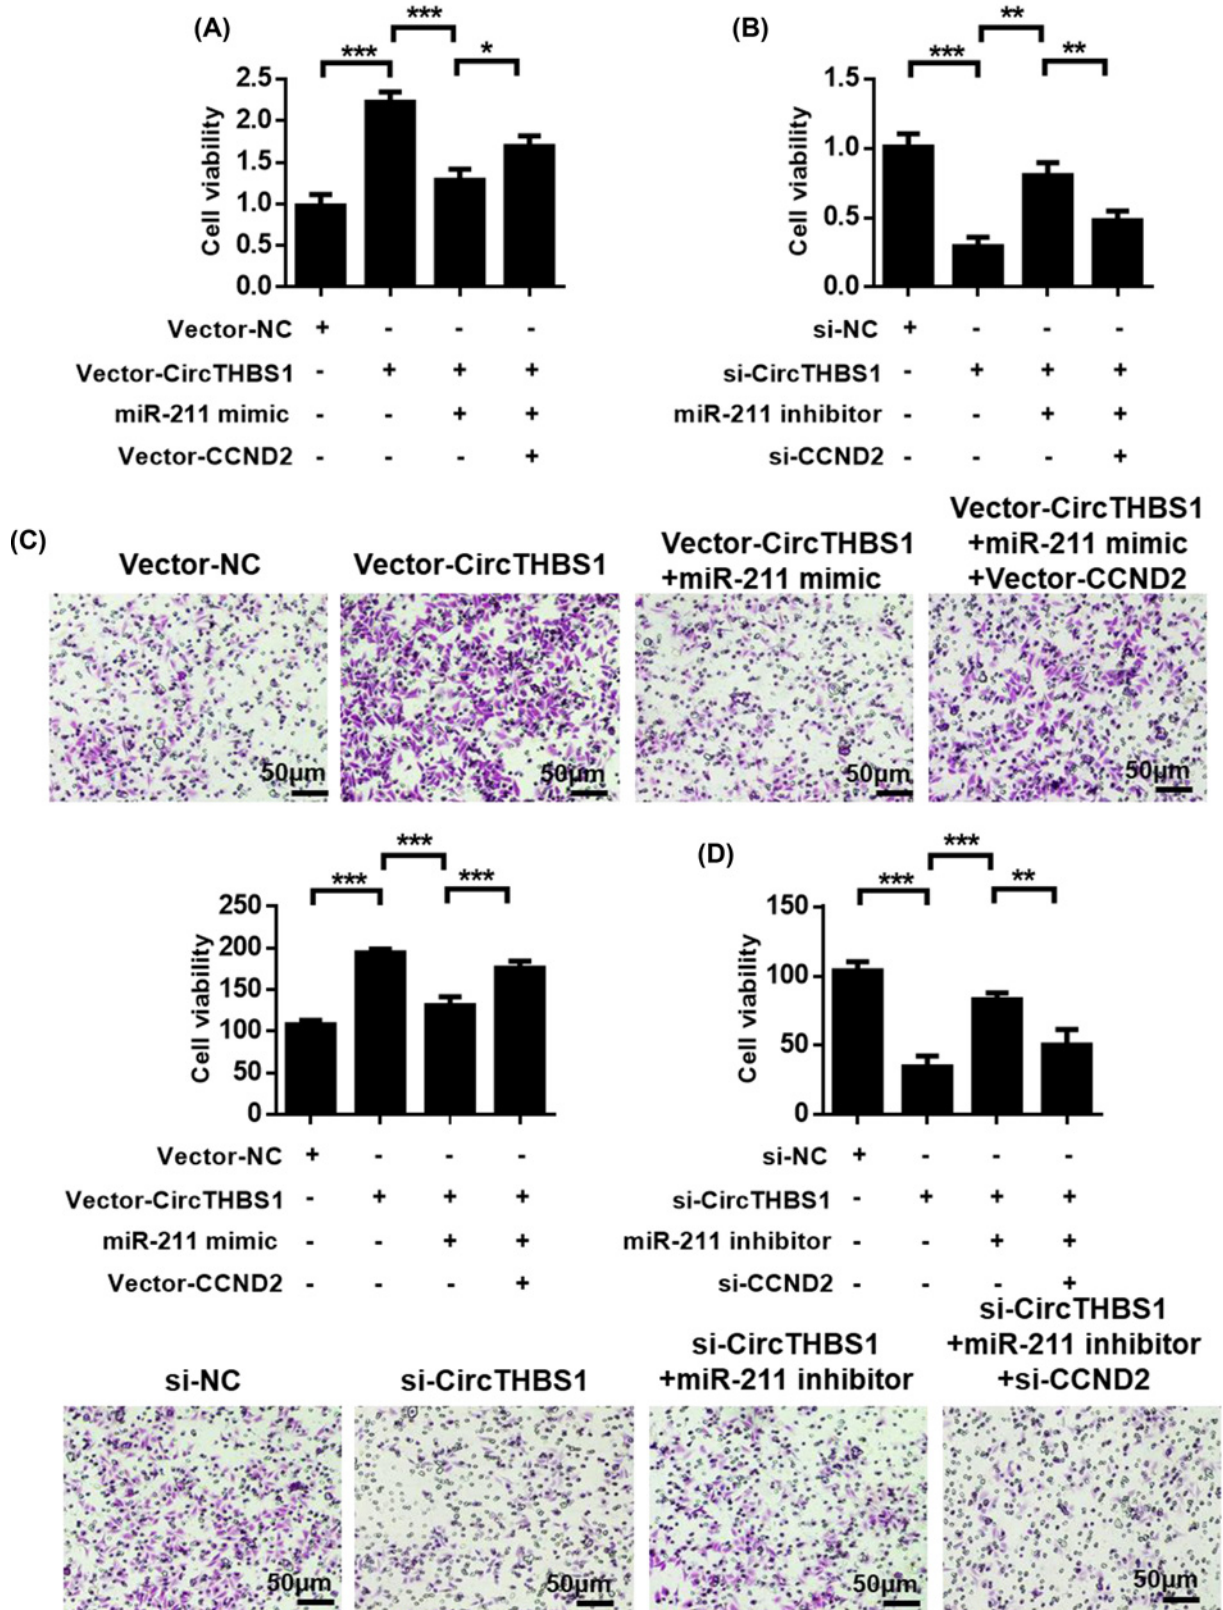 (A)
***
***
*
Cell viability
2.5
2.0
1.5
1.0
0.5
0.0
Vector-NC + - - -
Vector-CircTHBS1 - + + +
miR-211 mimic - - + +
Vector-CCND2 - - - +
(B)
**
***
**
Cell viability
1.5
1.0
0.5
0.0
si-NC + - - -
si-CircTHBS1 - + + +
miR-211 inhibitor - - + +
si-CCND2 - - - +
(C)
Vector-NC
Vector-CircTHBS1
Vector-CircTHBS1
+miR-211 mimic
Vector-CircTHBS1
+miR-211 mimic
+Vector-CCND2
50μm
50μm
50μm
50μm
***
***
***
Cell viability
250
200
150
100
50
0
Vector-NC + - - -
Vector-CircTHBS1 - + + +
miR-211 mimic - - + +
Vector-CCND2 - - - +
(D)
***
***
**
Cell viability
150
100
50
0
si-NC + - - -
si-CircTHBS1 - + + +
miR-211 inhibitor - - + +
si-CCND2 - - - +
si-NC
si-CircTHBS1
si-CircTHBS1
+miR-211 inhibitor
si-CircTHBS1
+miR-211 inhibitor
+si-CCND2
50μm
50μm
50μm
50μm